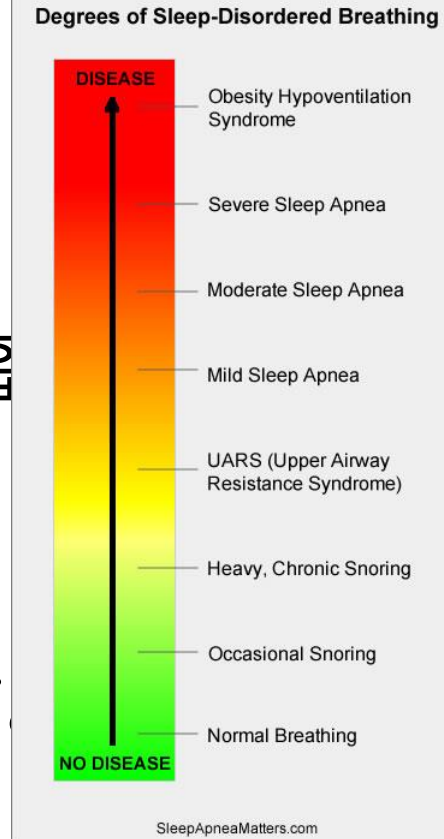 Degrees of Sleep-Disordered Breathing
DISEASE
Obesity Hypoventilation
Syndrome
Severe Sleep Apnea
Moderate Sleep Apnea
Mild Sleep Apnea
UARS (Upper Airway
Resistance Syndrome)
Heavy, Chronic Snoring
Occasional Snoring
Normal Breathing
NO DISEASE
SleepApneaMatters.com